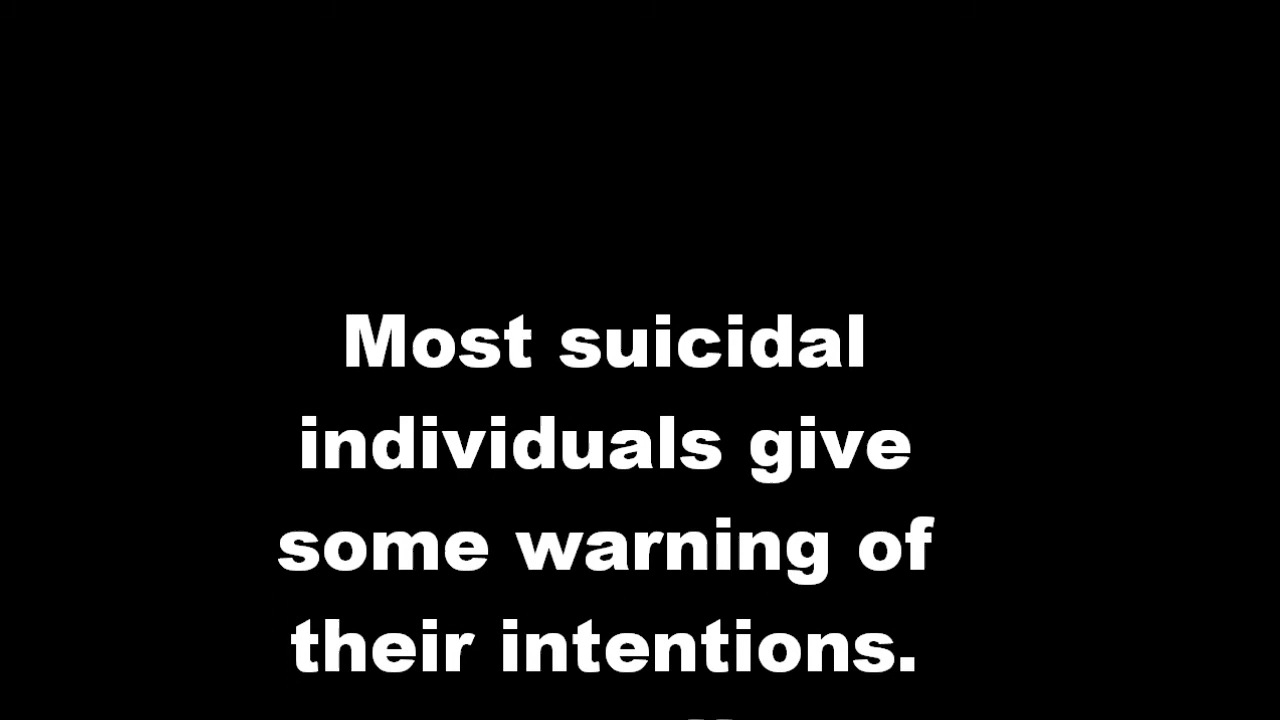 Most suicidal
individuals give
some warning of
their intentions.